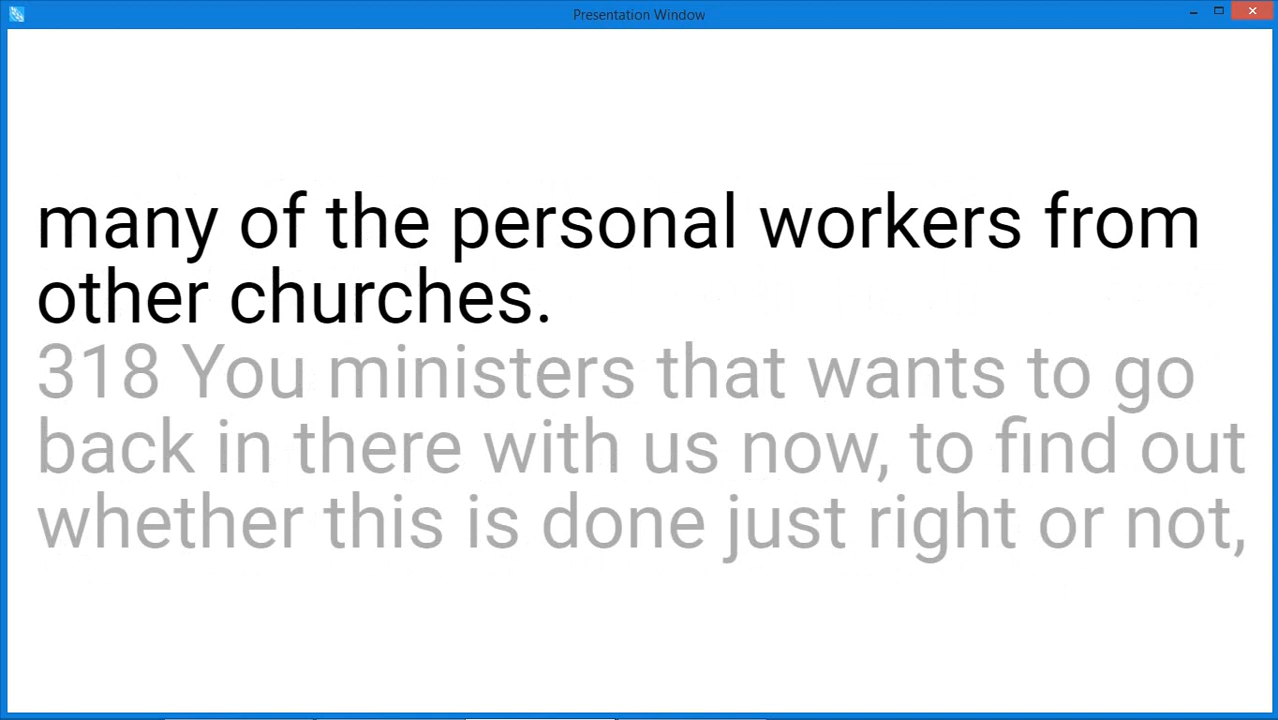 Presentation Window
many of the personal workers from
other churches.
318 You ministers that wants to go
back in there with us now, to find out
whether this is done just right or not,